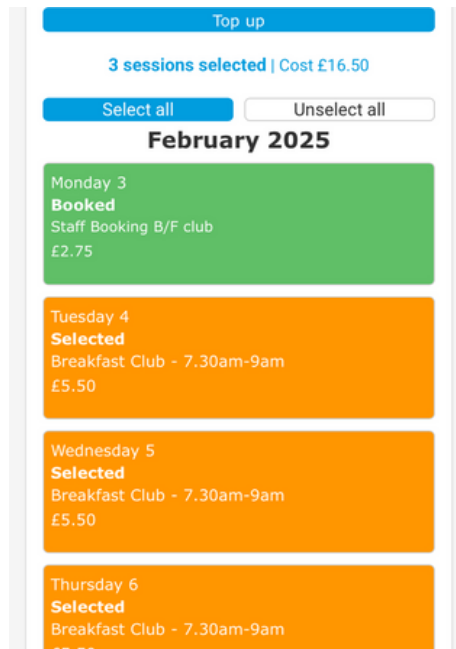 Top up
3 sessions selected | Cost £16.50
Select all Unselect all
February 2025
Monday 3
Booked
Staff Booking B/F club
£2.75
Tuesday 4
Selected
Breakfast Club - 7.30am-9am
£5.50
Wednesday 5
Selected
Breakfast Club - 7.30am-9am
£5.50
Thursday 6
Selected
Breakfast Club - 7.30am-9am